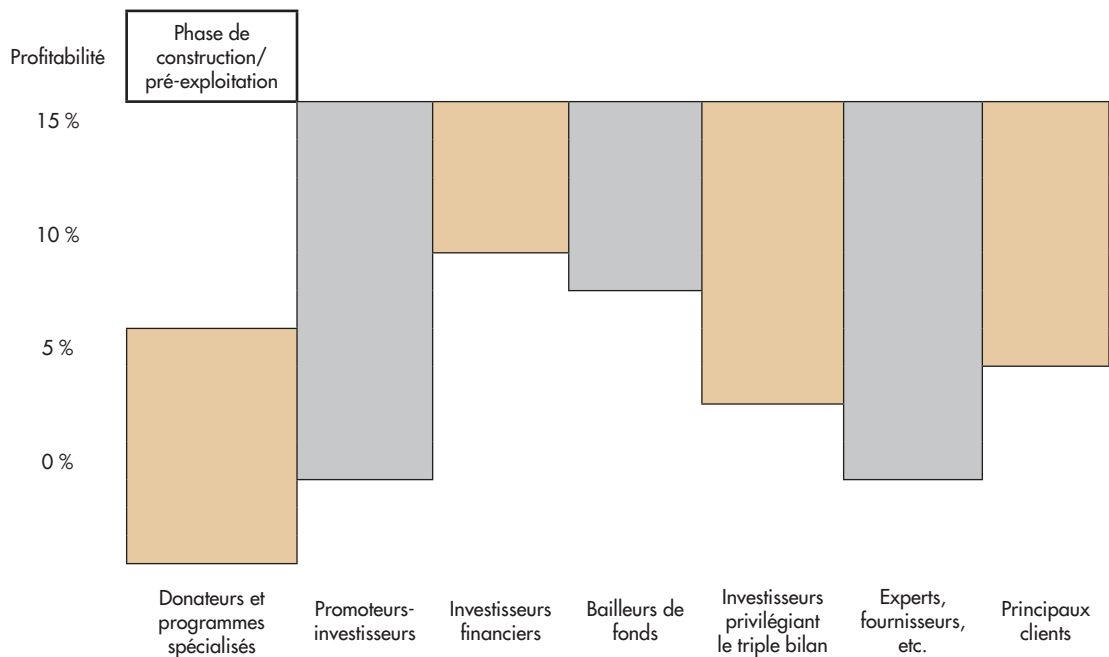 Phase de
construction/
pré-exploitation
Profitabilité
15 %
10 %
5 %
0 %
Donateurs et
programmes
spécialisés
Promoteurs-
investisseurs
Investisseurs
financiers
Bailleurs de
fonds
Investisseurs
privilégiant
le triple bilan
Experts,
fournisseurs,
etc.
Principaux
clients